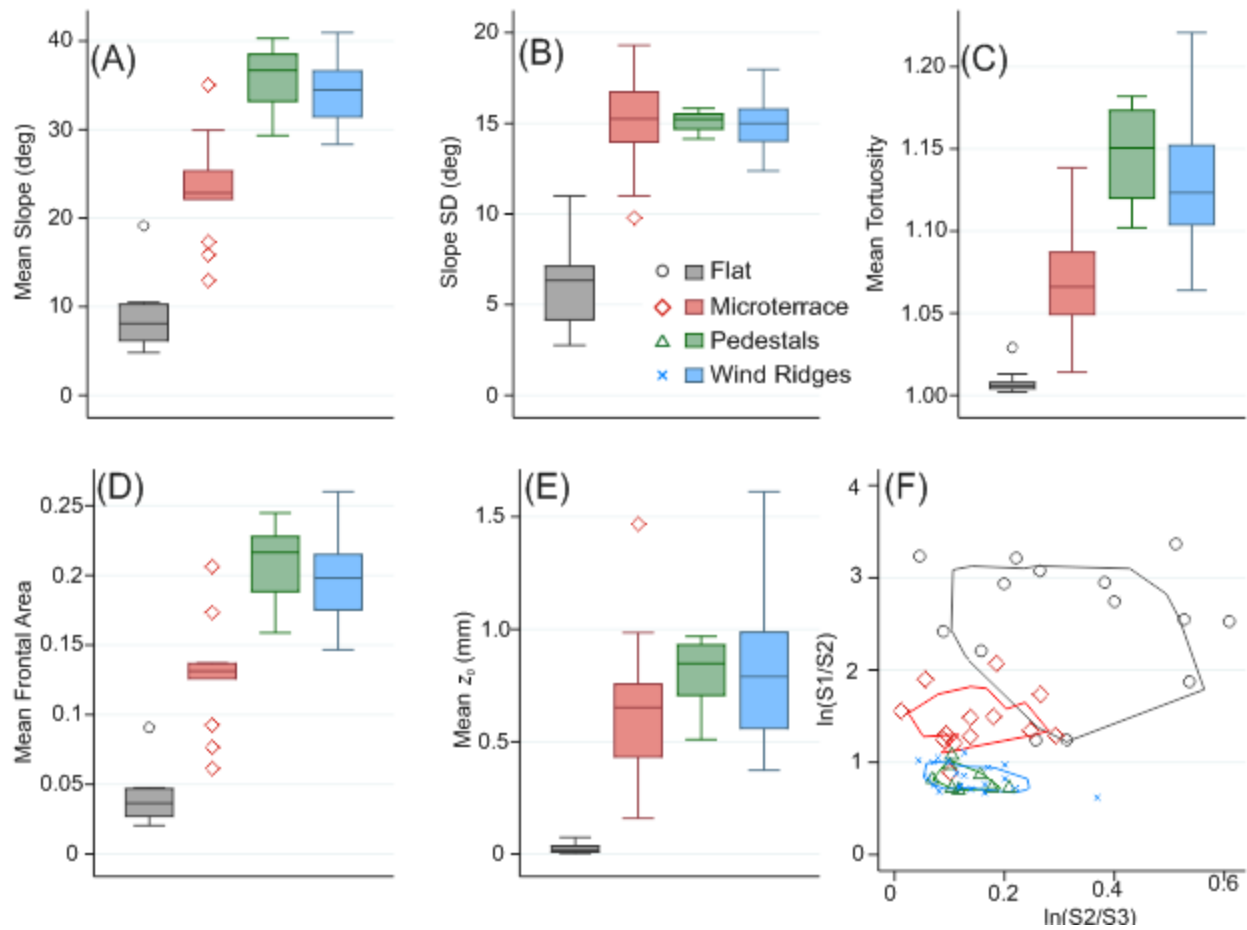 (A)
Mean Slope (deg)
40
30
20
10
0
(B)
Slope SD (deg)
20
15
10
5
0
Flat
Microterrace
Pedestals
Wind Ridges
(C)
Mean Tortuosity
1.20
1.15
1.10
1.05
1.00
(D)
Mean Frontal Area
0.25
0.2
0.15
0.1
0.05
0
(E)
Mean z₀ (mm)
1.5
1.0
0.5
0
(F)
ln(S1/S2)
4
3
2
1
0
0
0.2
0.4
0.6
ln(S2/S3)